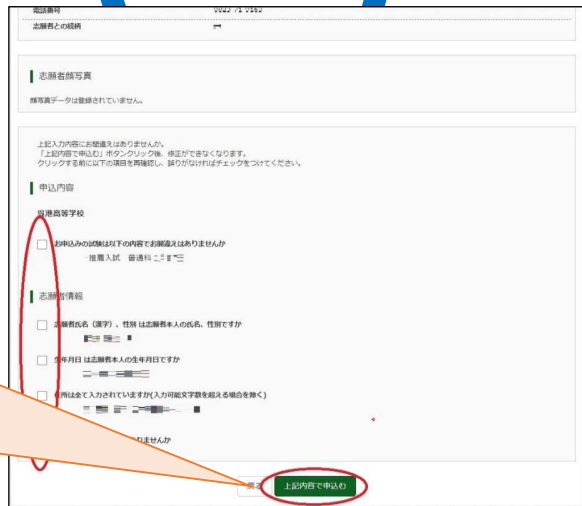 電話番号
志願者との続柄
志願者顔写真
顔写真データは登録されていません。
上記入力内容にお間違えはありませんか。
「上記内容で申込む」ボタンクリック後、修正ができなくなります。
クリックする前に以下の項目を再確認し、誤りがなければチェックをつけてください。
申込内容
高等学校
お申込みの試験は以下の内容でお間違えはありませんか
推薦入試 普通科
志願者情報
志願者氏名（漢字）、性別 は志願者本人の氏名、性別ですか
生年月日 は志願者本人の生年月日ですか
住所は全て入力されていますか(入力可能文字数を超える場合を除く)
りませんか
戻る 上記内容で申込む